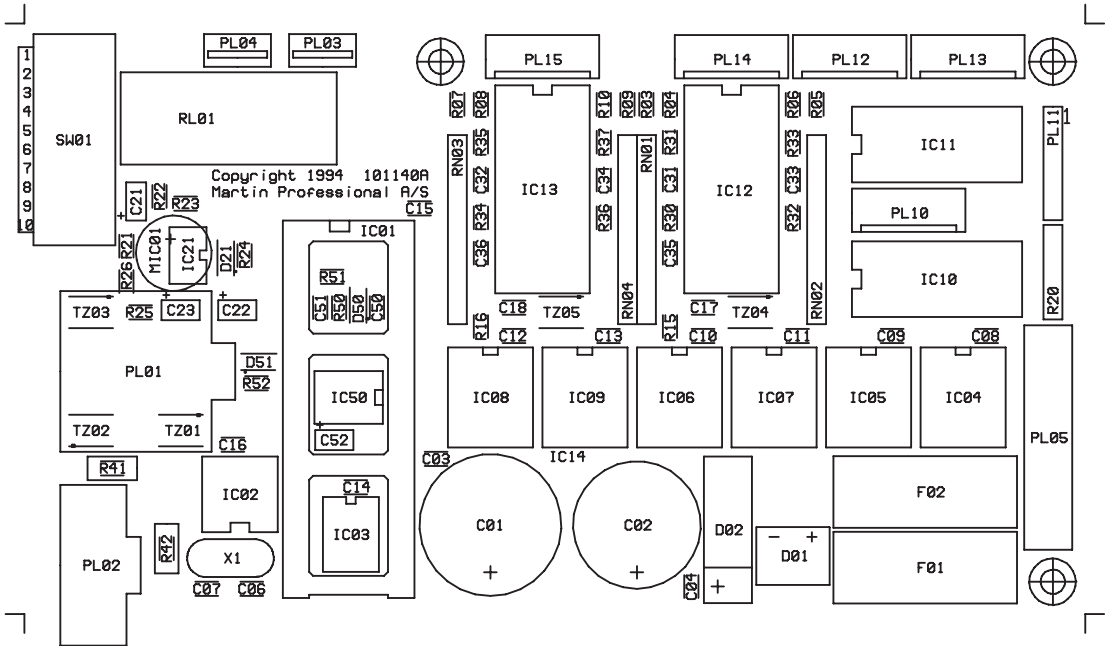 PL04
PL03
PL15
PL14
PL12
PL13
1
2
3
4
5
6
7
8
9
10
SW01
RL01
R07
R08
R10
R09
R03
R04
R06
R05
PL11
1
IC11
RN03
R35
C32
R34
C36
IC13
R37
C34
R36
RN01
R31
C31
R30
C35
IC12
R33
C33
R32
Copyright 1994 101140A
Martin Professional A/S
C15
C21
+
R22
R23
PL10
R21
R26
MIC01
+
IC21
D21
R24
IC01
R51
C51
R50
D50
C50
IC10
R20
TZ03
R25
+
C23
+
C22
C18
TZ05
RN04
C17
TZ04
RN02
R16
C12
C13
R15
C10
C11
C09
C08
PL01
D51
R52
IC50
+
C52
IC08
IC09
IC06
IC07
IC05
IC04
TZ02
TZ01
C16
PL05
R41
C03
IC14
IC02
C14
IC03
C01
+
C02
+
D02
+
C04
F02
- +
D01
F01
PL02
R42
X1
C07
C06